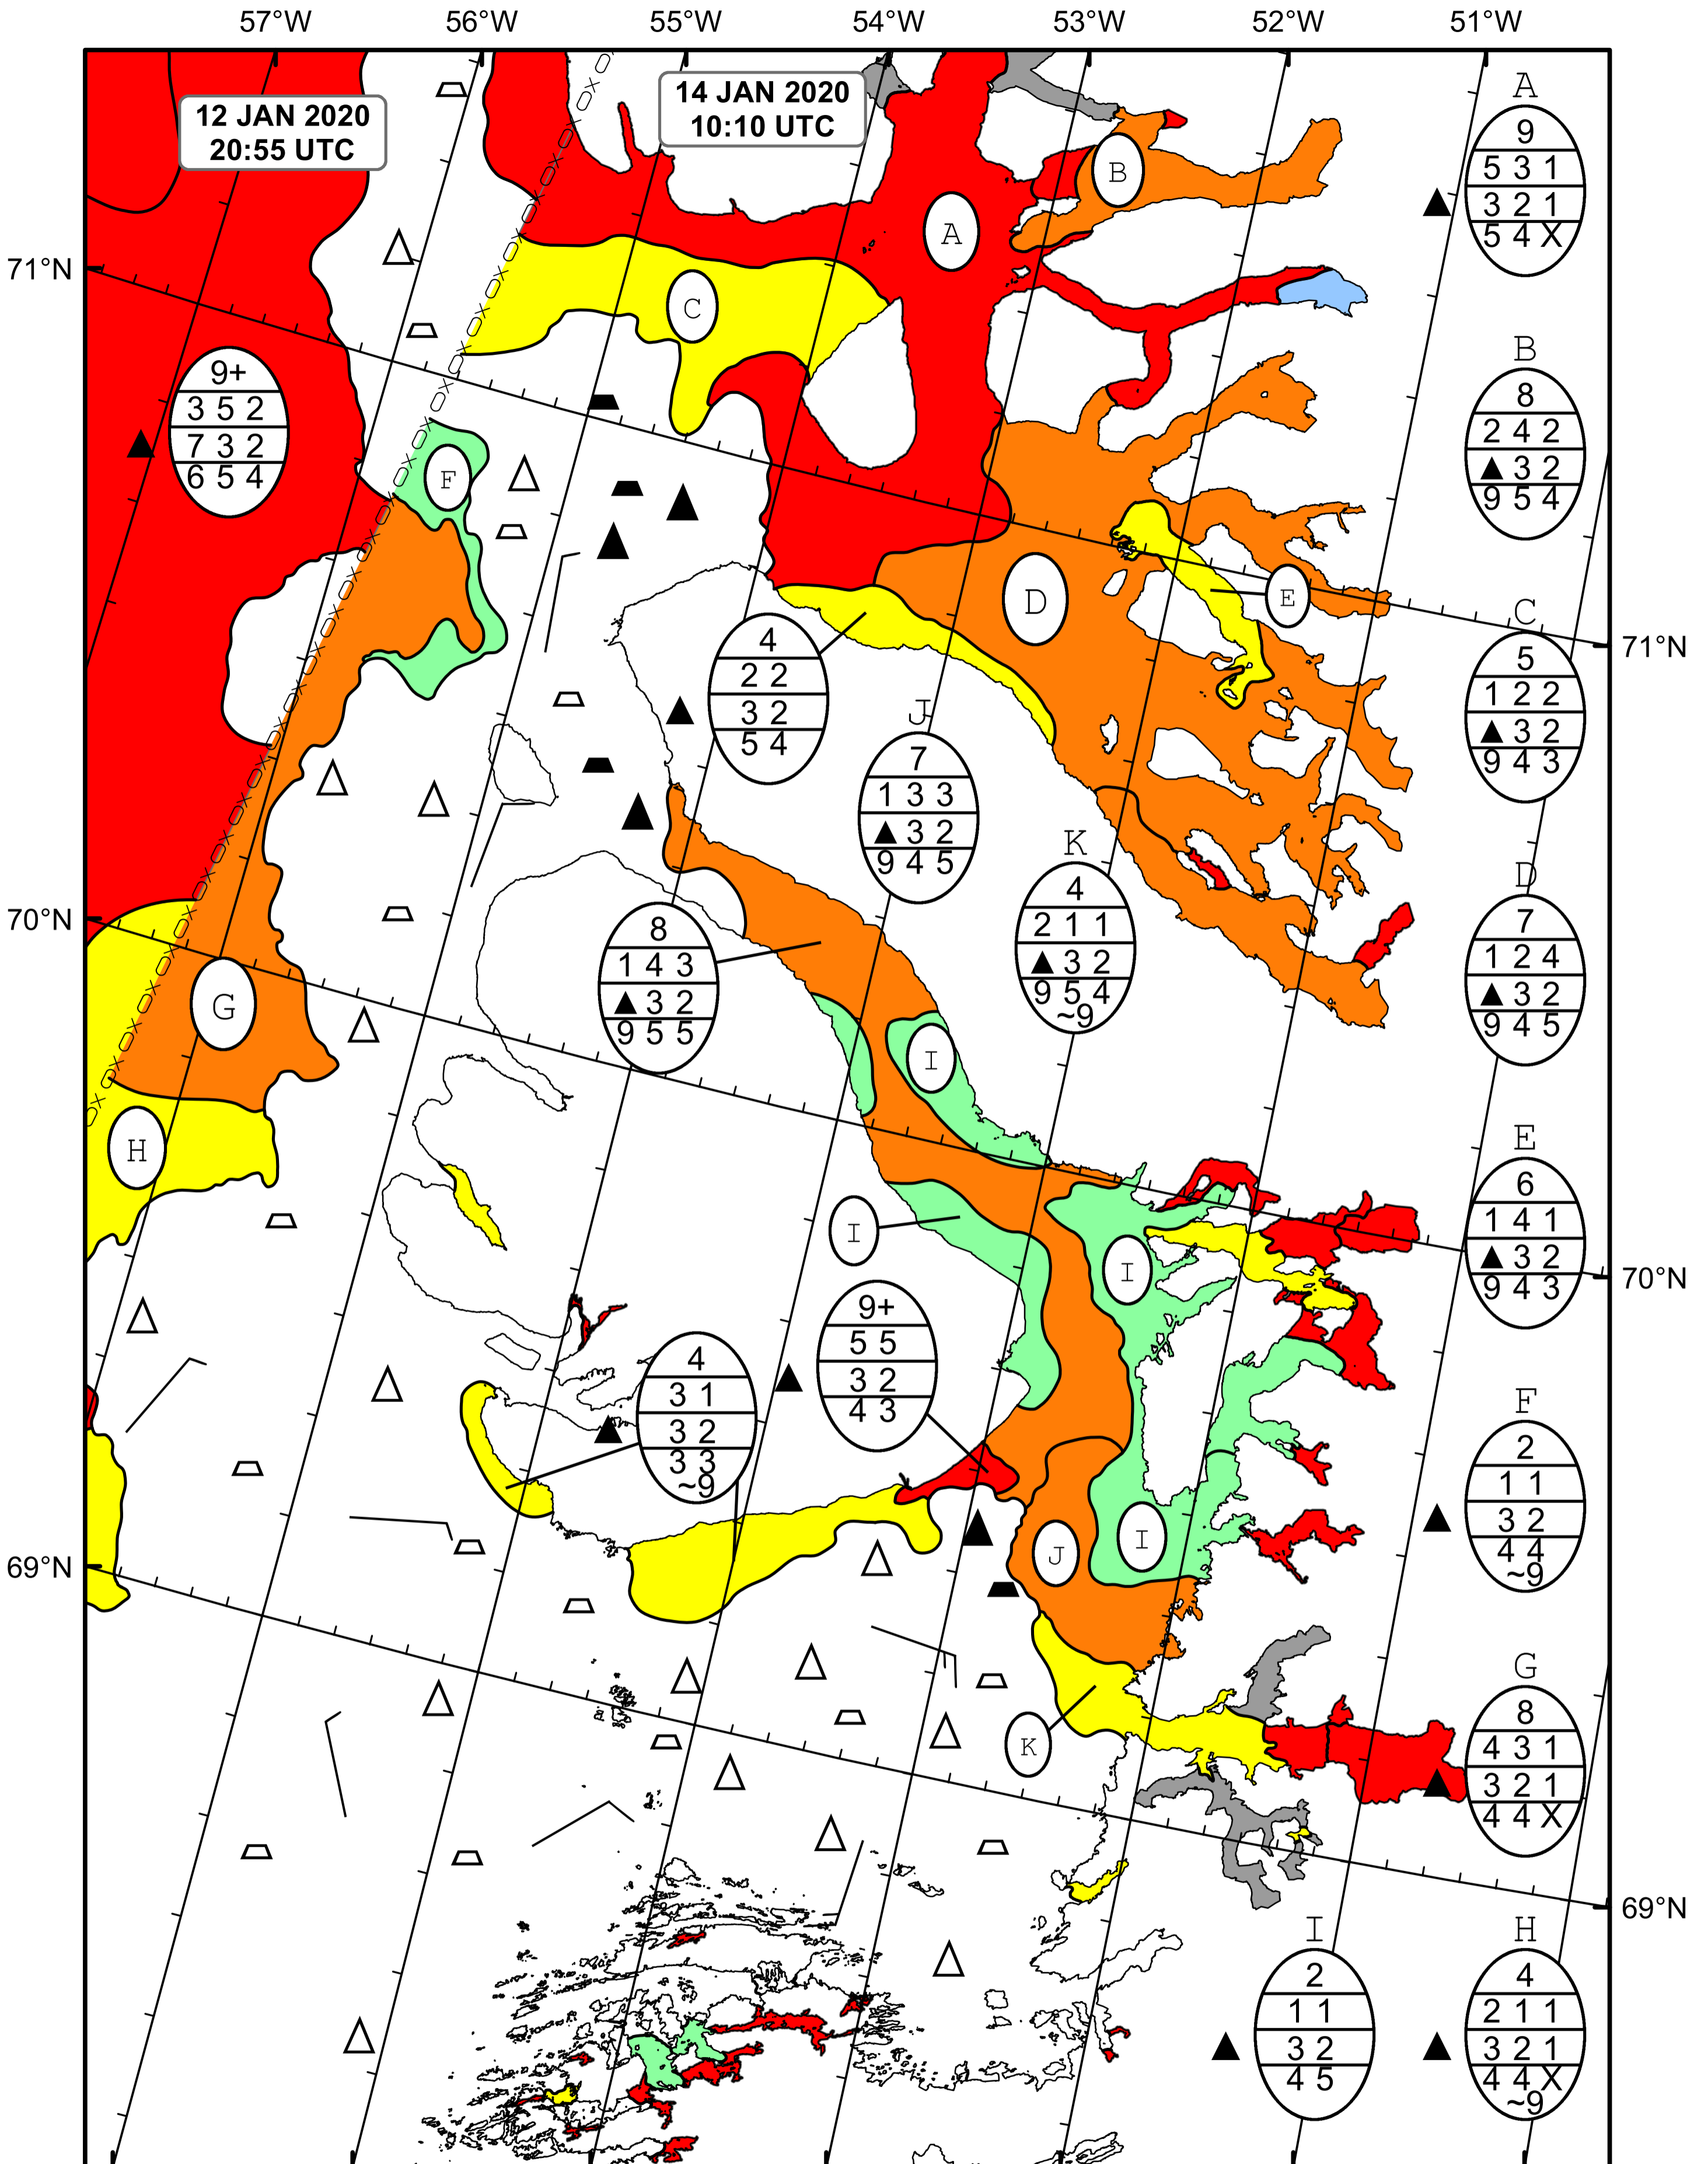 57°W 56°W 55°W 54°W 53°W 52°W 51°W
12 JAN 2020
20:55 UTC
14 JAN 2020
10:10 UTC
A
9
5 3 1
3 2 1
5 4 X
B
A
71°N
C
9+
3 5 2
7 3 2
6 5 4
B
8
2 4 2
▲ 3 2
9 5 4
F
D
E
C
5
1 2 2
▲ 3 2
9 4 3
71°N
4
2 2
3 2
5 4
J
7
1 3 3
▲ 3 2
9 4 5
K
4
2 1 1
▲ 3 2
9 5 4
~9
D
7
1 2 4
▲ 3 2
9 4 5
70°N
8
1 4 3
▲ 3 2
9 5 5
G
I
H
E
6
1 4 1
▲ 3 2
9 4 3
I
I
70°N
9+
5 5
3 2
4 3
4
3 1
3 2
3 3
~9
F
2
1 1
3 2
4 4
~9
J
I
69°N
K
G
8
4 3 1
3 2 1
4 4 X
69°N
I
2
1 1
3 2
4 5
H
4
2 1 1
3 2 1
4 4 X
~9